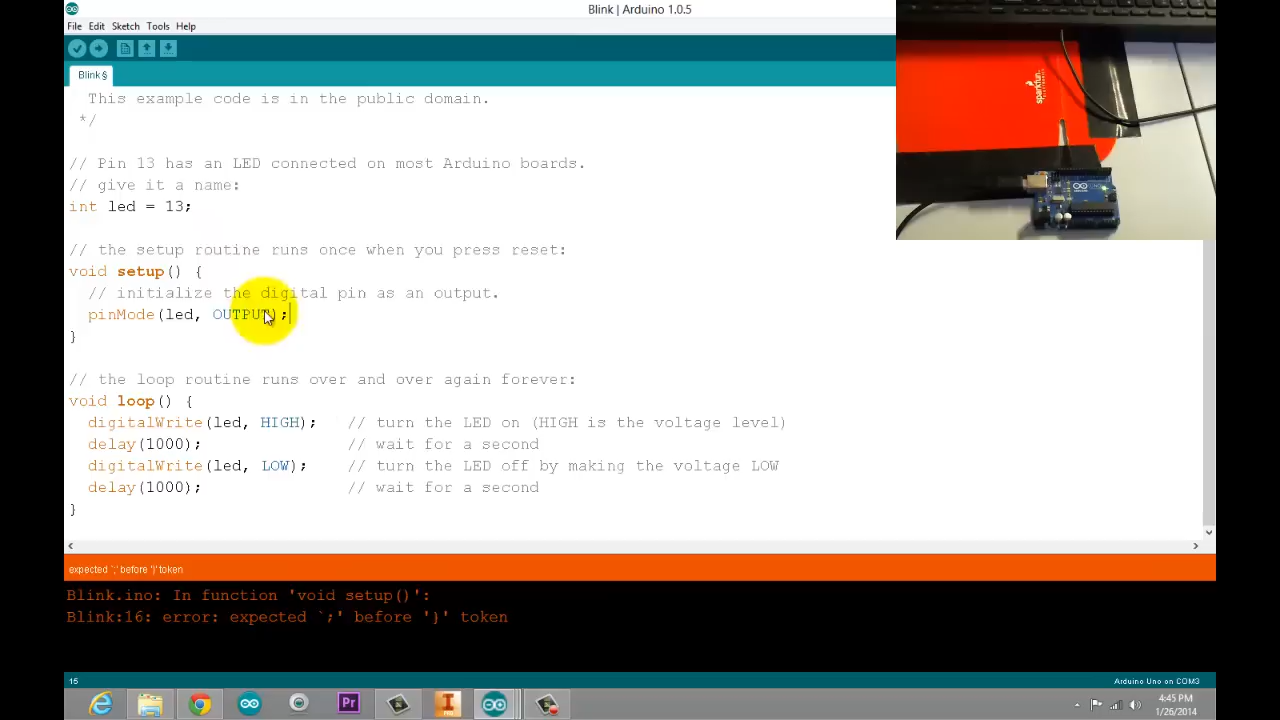 Blink | Arduino 1.0.5
File Edit Sketch Tools Help
Blink §
This example code is in the public domain.
*/
// Pin 13 has an LED connected on most Arduino boards.
// give it a name:
int led = 13;
// the setup routine runs once when you press reset:
void setup() {
// initialize the digital pin as an output.
pinMode(led, OUTPUT);
}
// the loop routine runs over and over again forever:
void loop() {
digitalWrite(led, HIGH); // turn the LED on (HIGH is the voltage level)
delay(1000); // wait for a second
digitalWrite(led, LOW); // turn the LED off by making the voltage LOW
delay(1000); // wait for a second
}
expected `;' before '}' token
Blink.ino: In function 'void setup()':
Blink:16: error: expected `;' before '}' token
15
Arduino Uno on COM3
Pr
I
4:45 PM
1/26/2014
sparkfun